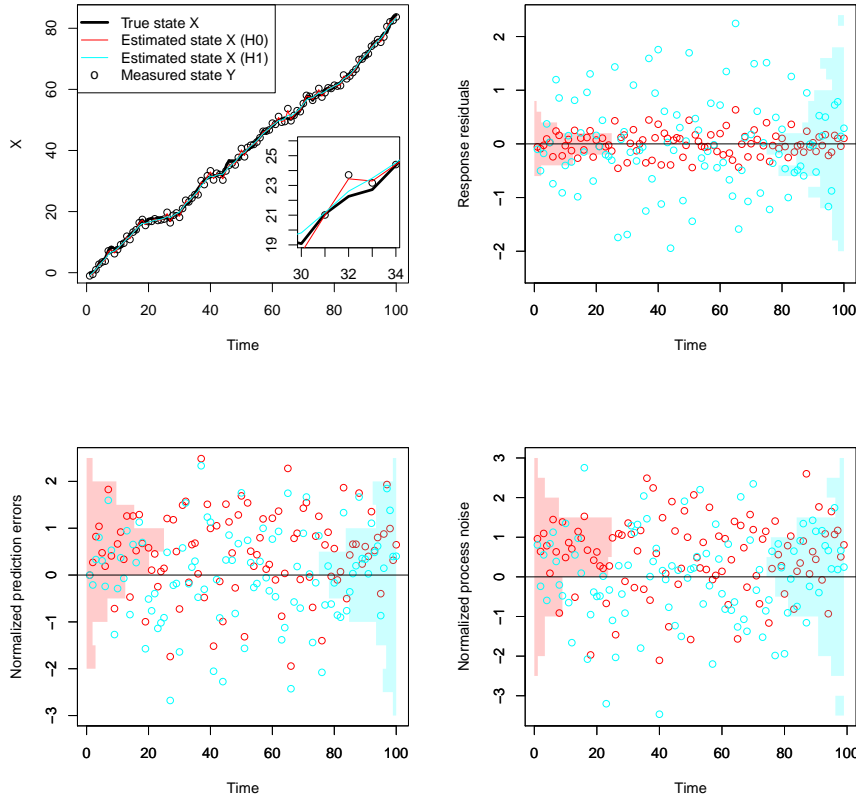 True state X
Estimated state X (H0)
Estimated state X (H1)
Measured state Y
X
0 20 40 60 80
0 20 40 60 80 100
Time
19 21 23 25
30 32 34
Response residuals
-2 -1 0 1 2
0 20 40 60 80 100
Time
Normalized prediction errors
-3 -2 -1 0 1 2
0 20 40 60 80 100
Time
Normalized process noise
-3 -2 -1 0 1 2 3
0 20 40 60 80 100
Time